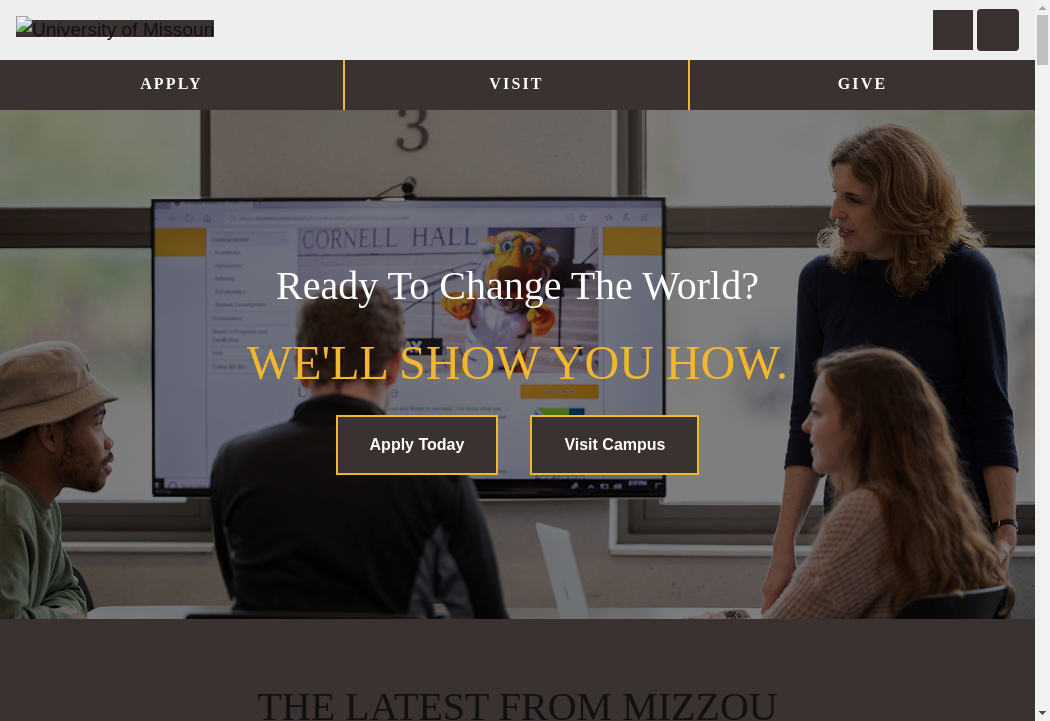 University of Missouri
APPLY
VISIT
GIVE
3
CORNELL HALL
Ready To Change The World?
WE'LL SHOW YOU HOW.
Apply Today
Visit Campus
THE LATEST FROM MIZZOU